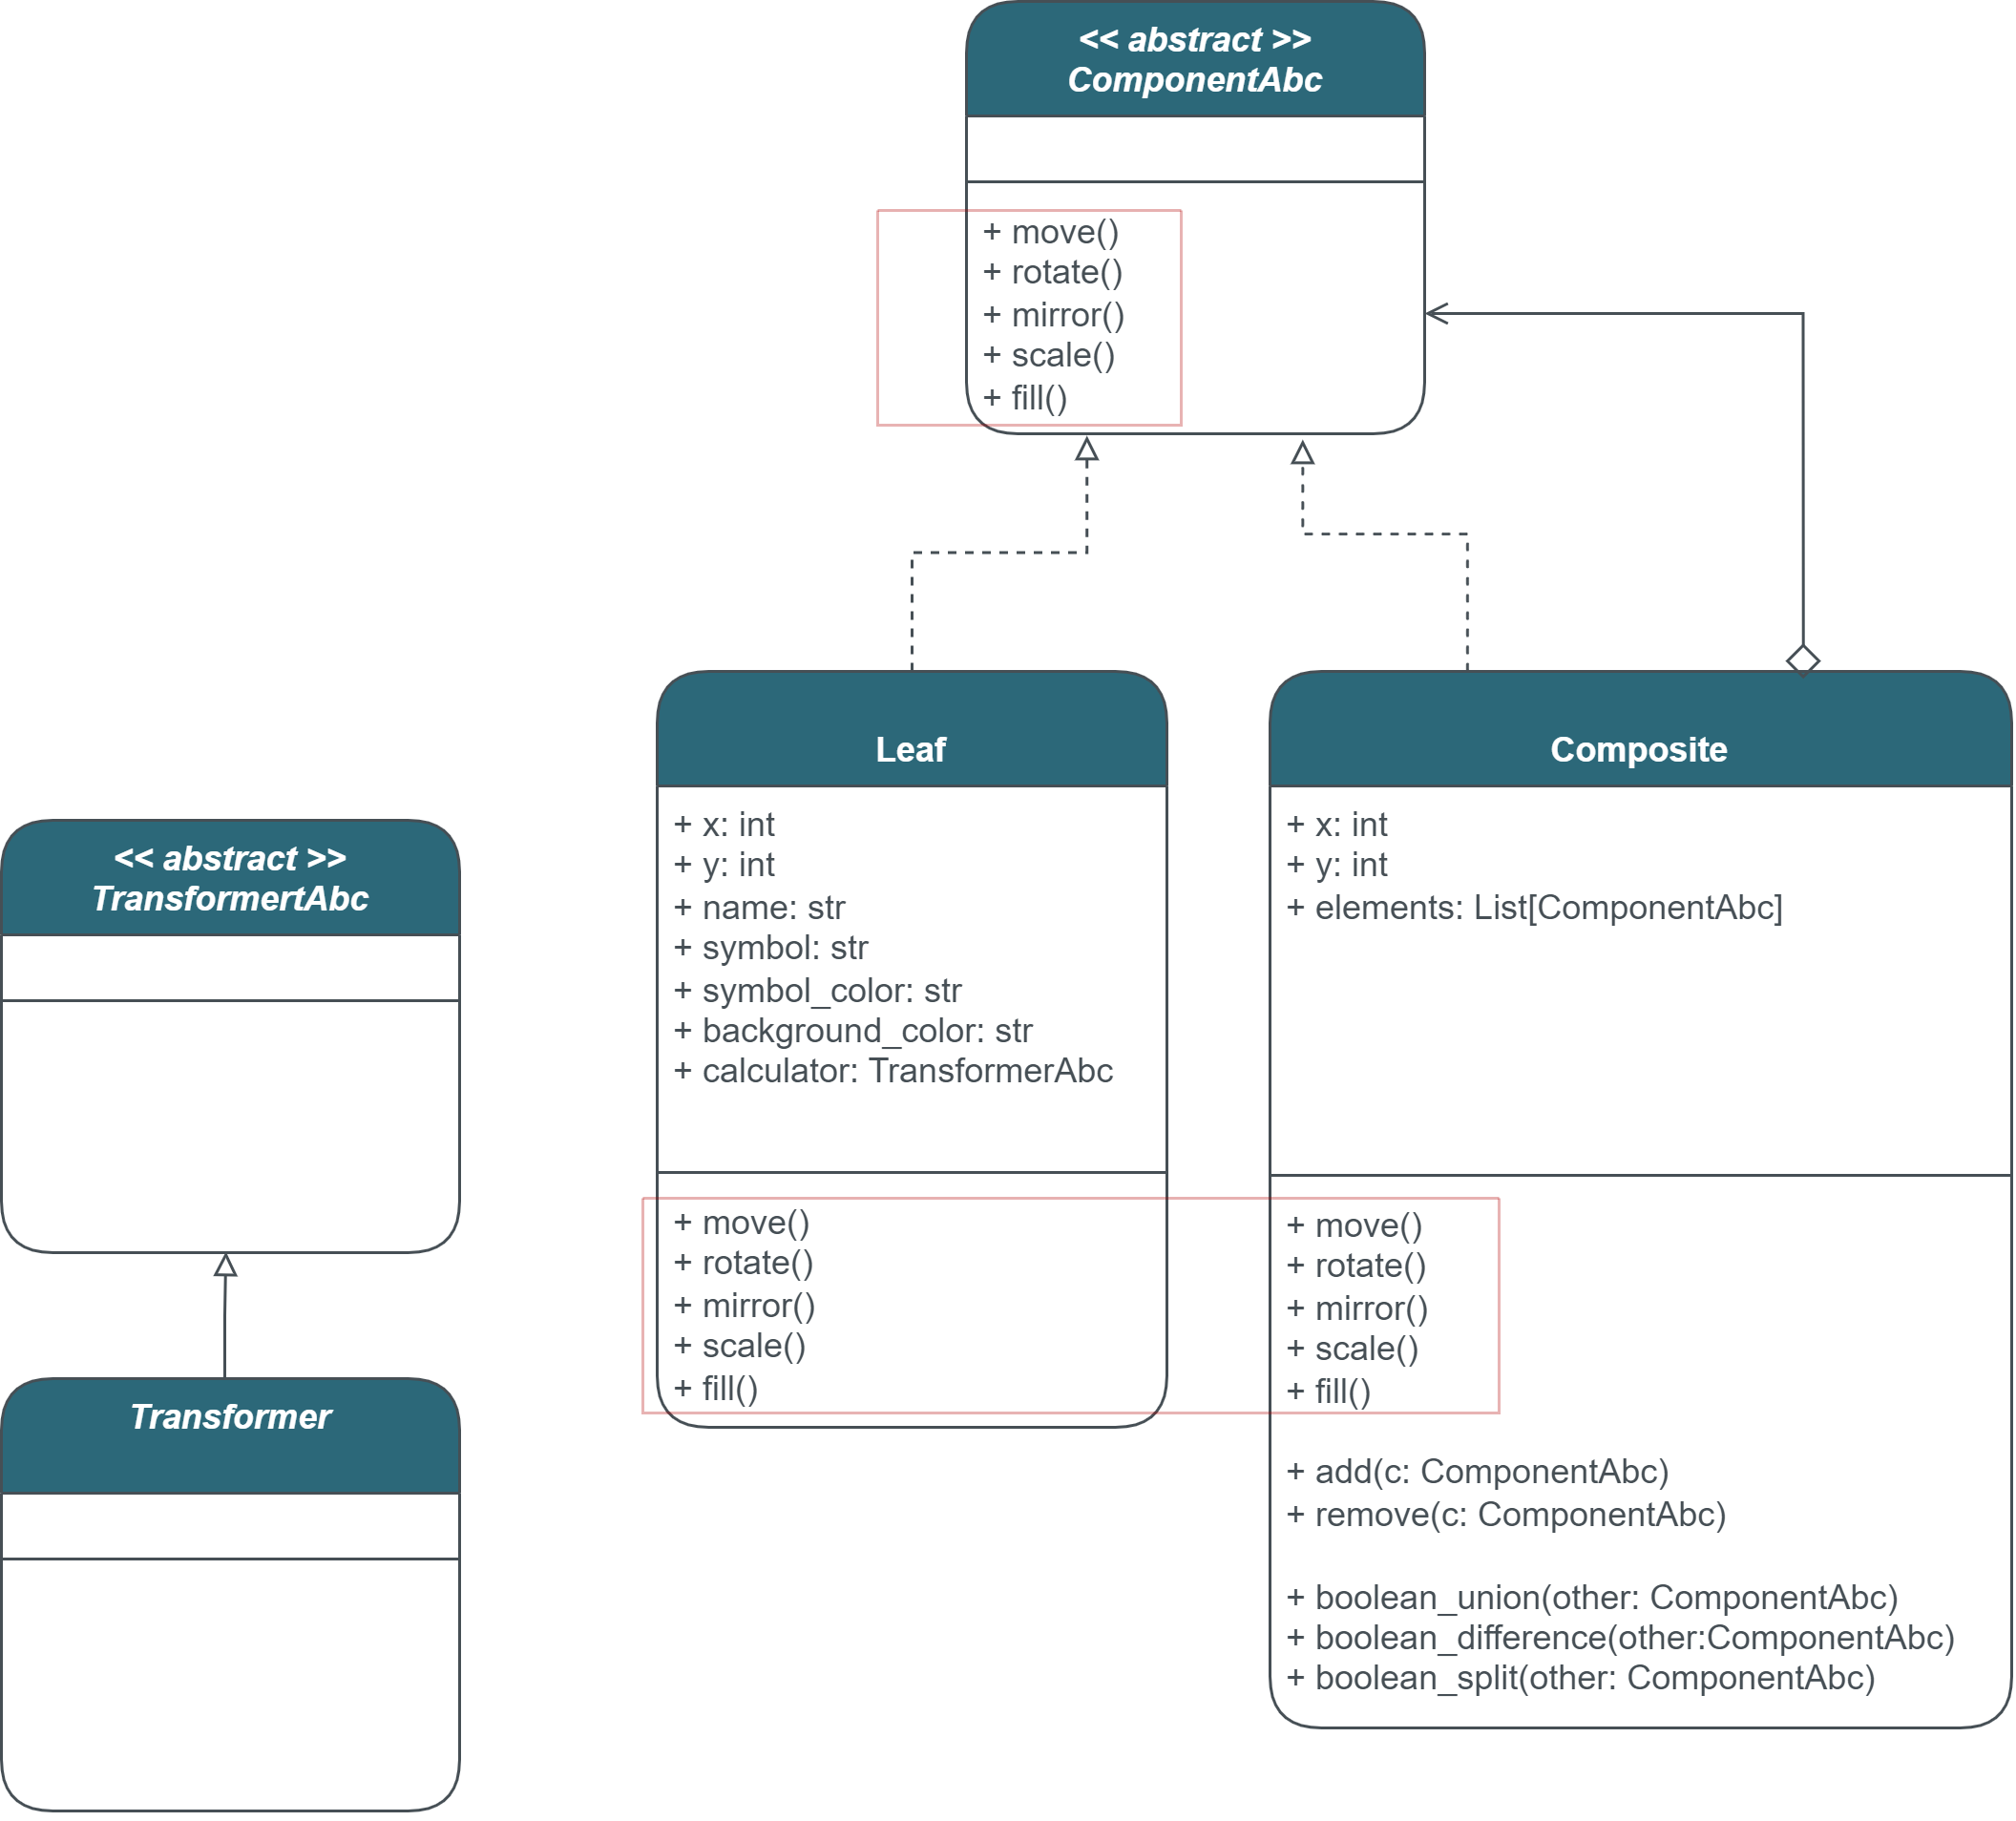 << abstract >>
ComponentAbc
+ move()
+ rotate()
+ mirror()
+ scale()
+ fill()
Leaf
+ x: int
+ y: int
+ name: str
+ symbol: str
+ symbol_color: str
+ background_color: str
+ calculator: TransformerAbc
+ move()
+ rotate()
+ mirror()
+ scale()
+ fill()
Composite
+ x: int
+ y: int
+ elements: List[ComponentAbc]
+ move()
+ rotate()
+ mirror()
+ scale()
+ fill()
+ add(c: ComponentAbc)
+ remove(c: ComponentAbc)
+ boolean_union(other: ComponentAbc)
+ boolean_difference(other:ComponentAbc)
+ boolean_split(other: ComponentAbc)
<< abstract >>
TransformertAbc
Transformer